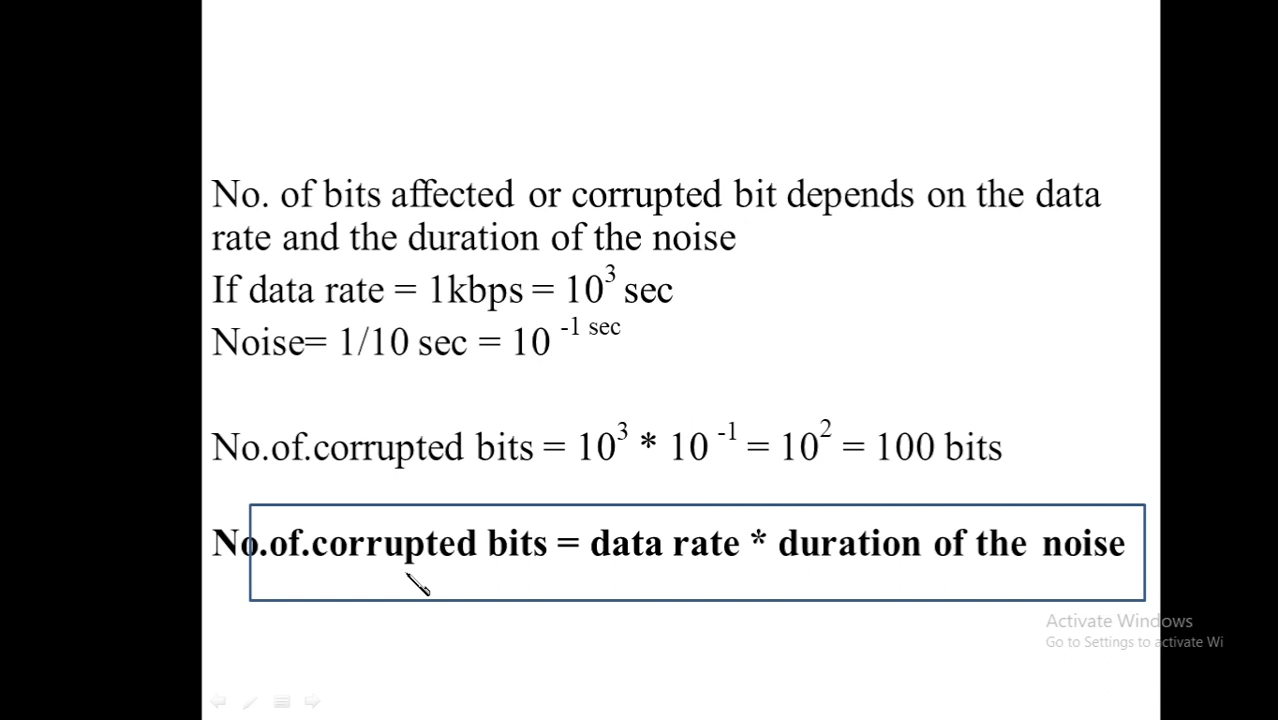 No. of bits affected or corrupted bit depends on the data
rate and the duration of the noise
If data rate = 1kbps = 10³ sec
Noise= 1/10 sec = 10 ⁻¹ ˢᵉᶜ
No.of.corrupted bits = 10³ * 10 ⁻¹ = 10² = 100 bits
No.of.corrupted bits = data rate * duration of the noise
Activate Windows
Go to Settings to activate Wi